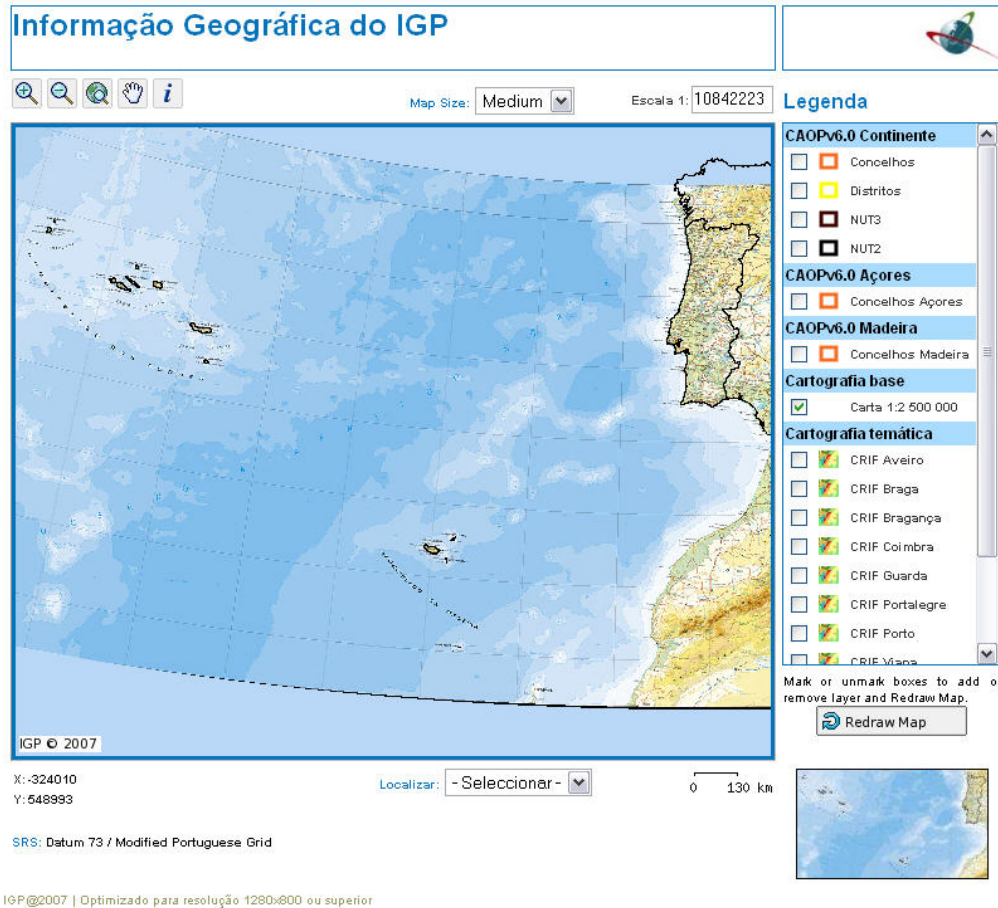 Informação Geográfica do IGP
Map Size: Medium
Escala 1: 10842223
Legenda
CAOPv6.0 Continente
Concelhos
Distritos
NUT3
NUT2
CAOPv6.0 Açores
Concelhos Açores
CAOPv6.0 Madeira
Concelhos Madeira
Cartografia base
Carta 1:2 500 000
Cartografia temática
CRIF Aveiro
CRIF Braga
CRIF Bragança
CRIF Coimbra
CRIF Guarda
CRIF Portalegre
CRIF Porto
CRIF Viana
IGP © 2007
Mark or unmark boxes to add o
remove layer and Redraw Map.
Redraw Map
X:-324010
Y:548993
Localizar: -Seleccionar-
0 130 km
SRS: Datum 73 / Modified Portuguese Grid
IGP@2007 | Optimizado para resolução 1280x800 ou superior